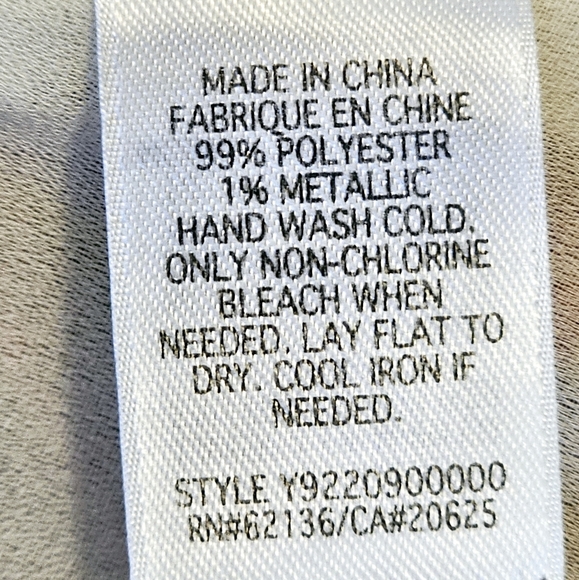 MADE IN CHINA
FABRIQUE EN CHINE
99% POLYESTER
1% METALLIC
HAND WASH COLD.
ONLY NON-CHLORINE
BLEACH WHEN
NEEDED. LAY FLAT TO
DRY. COOL IRON IF
NEEDED.
STYLE Y9220900000
RN#62136/CA#20625